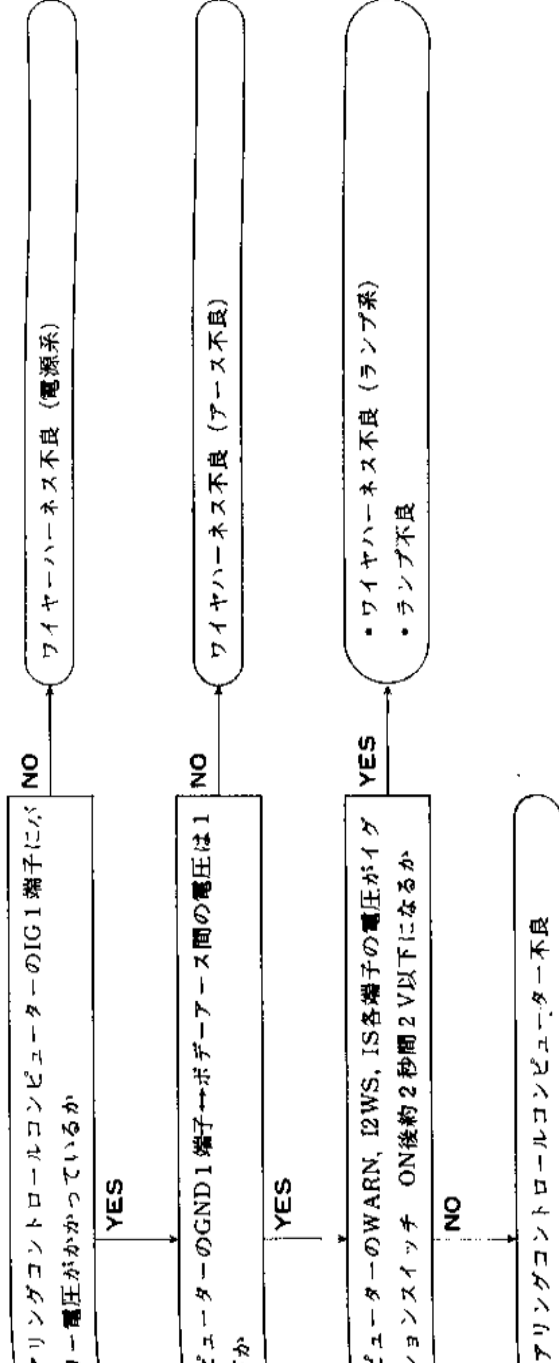 アリングコントロールコンピューターのIG1端子にバ
リー電圧がかかっているか
NO
ワイヤーハーネス不良（電源系）
YES
ピューターのGND1端子↔ボデーアース間の電圧は1
か
NO
ワイヤハーネス不良（アース不良）
YES
ピューターのWARN, I2WS, IS各端子の電圧がイグ
ションスイッチ ON後約2秒間2V以下になるか
YES
• ワイヤハーネス不良（ランプ系）
• ランプ不良
NO
アリングコントロールコンピューター不良